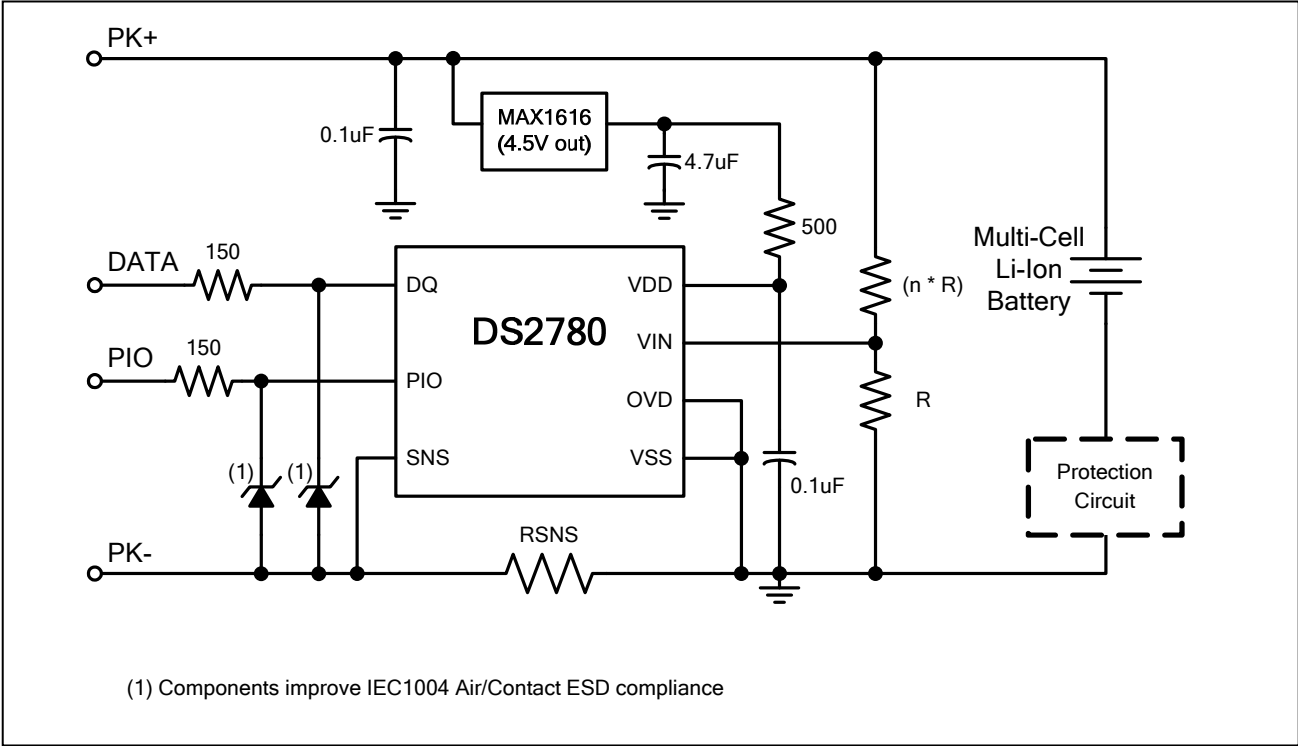 PK+
0.1uF
MAX1616
(4.5V out)
4.7uF
500
Multi-Cell
Li-Ion
Battery
(n * R)
DATA
150
DQ
VDD
DS2780
VIN
PIO
150
PIO
OVD
R
SNS
VSS
(1)
(1)
0.1uF
Protection
Circuit
RSNS
PK-
(1) Components improve IEC1004 Air/Contact ESD compliance